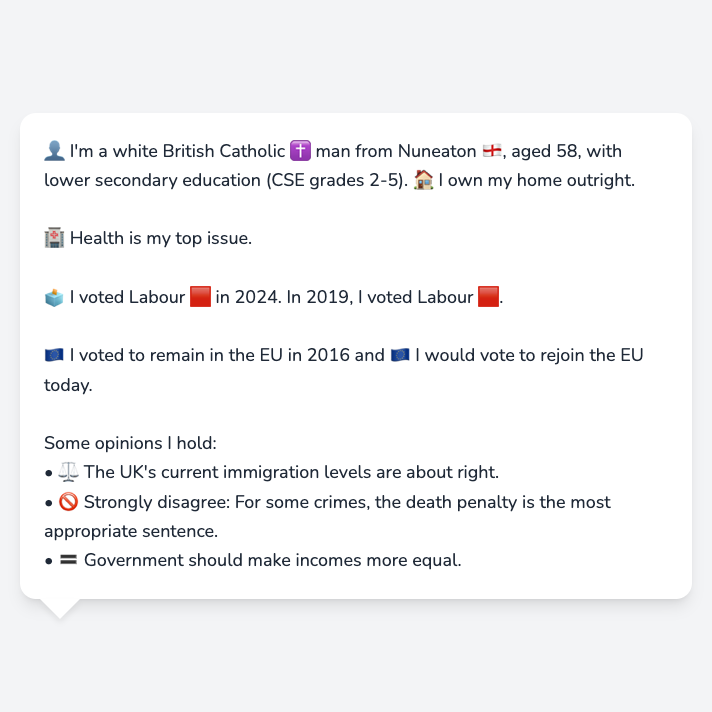 👤 I'm a white British Catholic ✝️ man from Nuneaton 🏴󠁧󠁢󠁥󠁮󠁧󠁿, aged 58, with
lower secondary education (CSE grades 2-5). 🏠 I own my home outright.
🏥 Health is my top issue.
🗳️ I voted Labour 🟥 in 2024. In 2019, I voted Labour 🟥.
🇪🇺 I voted to remain in the EU in 2016 and 🇪🇺 I would vote to rejoin the EU
today.
Some opinions I hold:
• ⚖️ The UK's current immigration levels are about right.
• 🚫 Strongly disagree: For some crimes, the death penalty is the most
appropriate sentence.
• 🟰 Government should make incomes more equal.